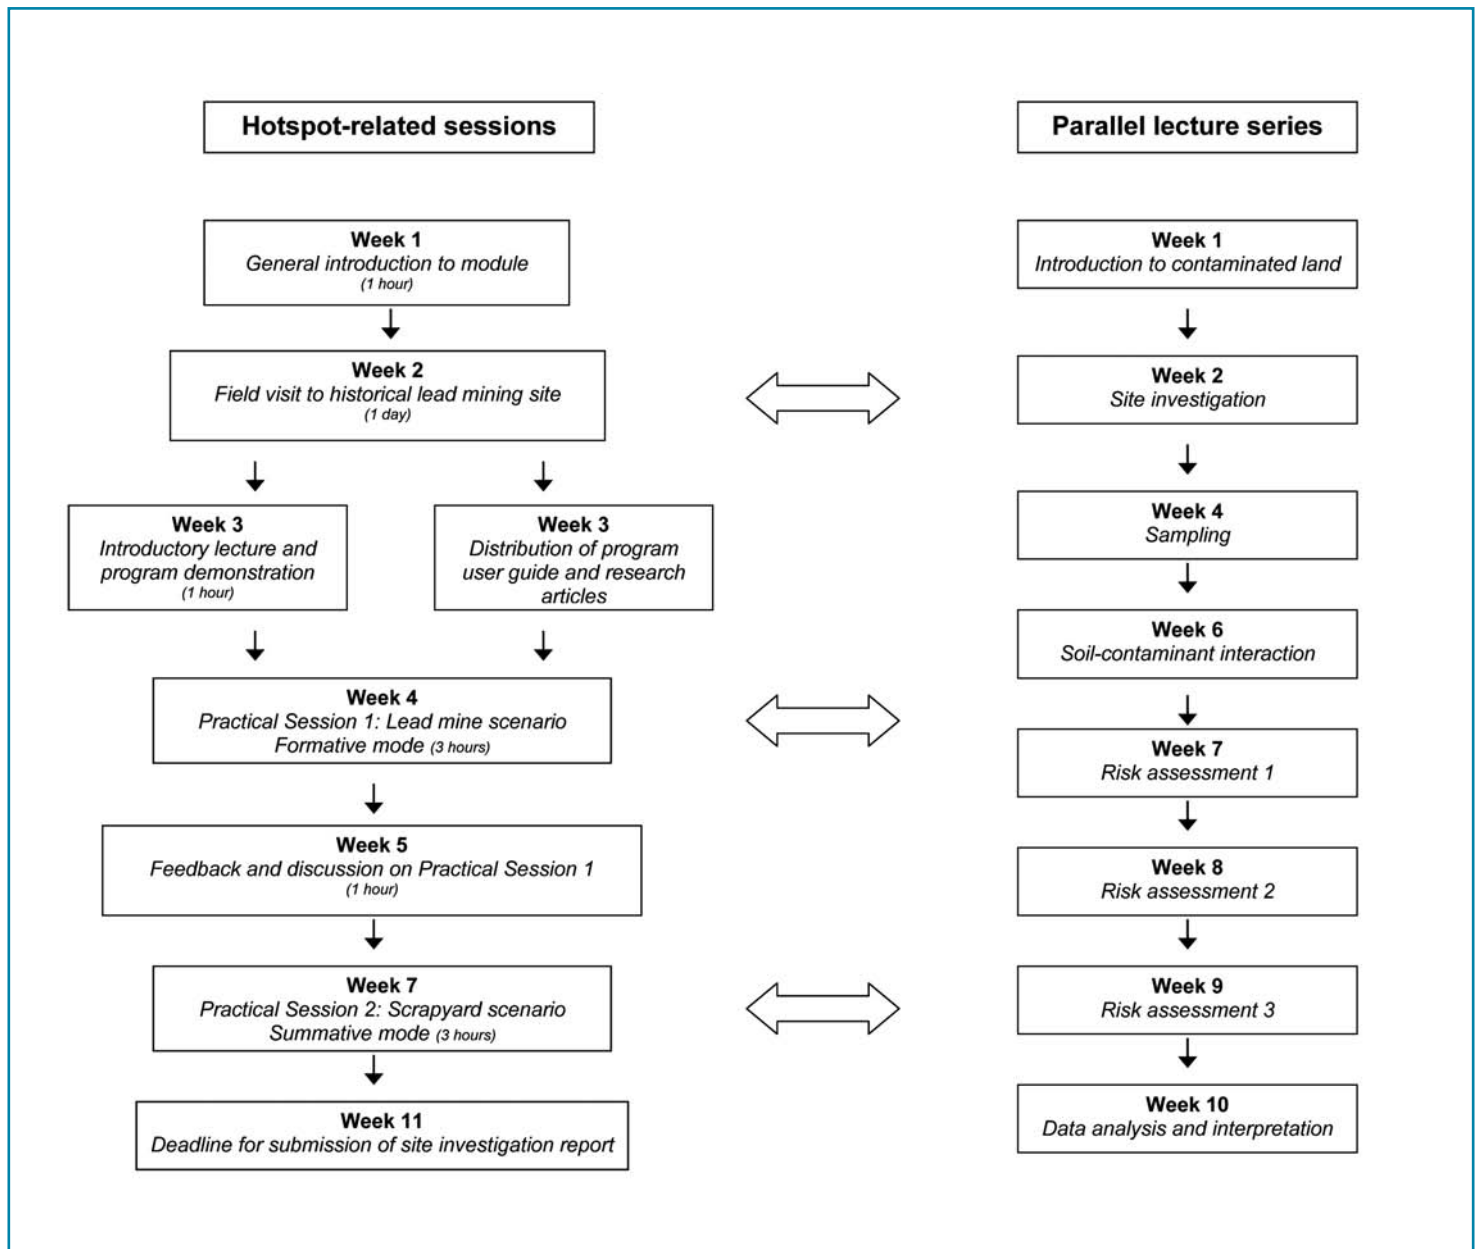 Hotspot-related sessions
Week 1
General introduction to module
(1 hour)
Week 2
Field visit to historical lead mining site
(1 day)
Week 3
Introductory lecture and
program demonstration
(1 hour)
Week 3
Distribution of program
user guide and research
articles
Week 4
Practical Session 1: Lead mine scenario
Formative mode (3 hours)
Week 5
Feedback and discussion on Practical Session 1
(1 hour)
Week 7
Practical Session 2: Scrapyard scenario
Summative mode (3 hours)
Week 11
Deadline for submission of site investigation report
Parallel lecture series
Week 1
Introduction to contaminated land
Week 2
Site investigation
Week 4
Sampling
Week 6
Soil-contaminant interaction
Week 7
Risk assessment 1
Week 8
Risk assessment 2
Week 9
Risk assessment 3
Week 10
Data analysis and interpretation